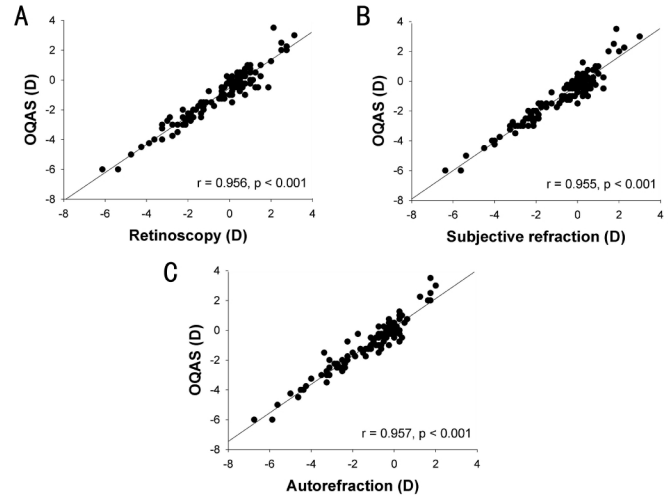 A
4
2
0
-2
-4
-6
-8
OQAS (D)
r = 0.956, p < 0.001
-8 -6 -4 -2 0 2 4
Retinoscopy (D)
B
4
2
0
-2
-4
-6
-8
OQAS (D)
r = 0.955, p < 0.001
-8 -6 -4 -2 0 2 4
Subjective refraction (D)
C
4
2
0
-2
-4
-6
-8
OQAS (D)
r = 0.957, p < 0.001
-8 -6 -4 -2 0 2 4
Autorefraction (D)